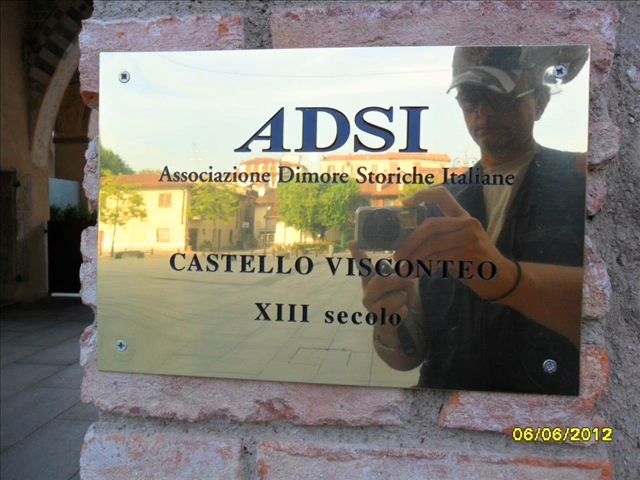 ADSI
Associazione Dimore Storiche Italiane
CASTELLO VISCONTEO
XIII secolo
06/06/2012